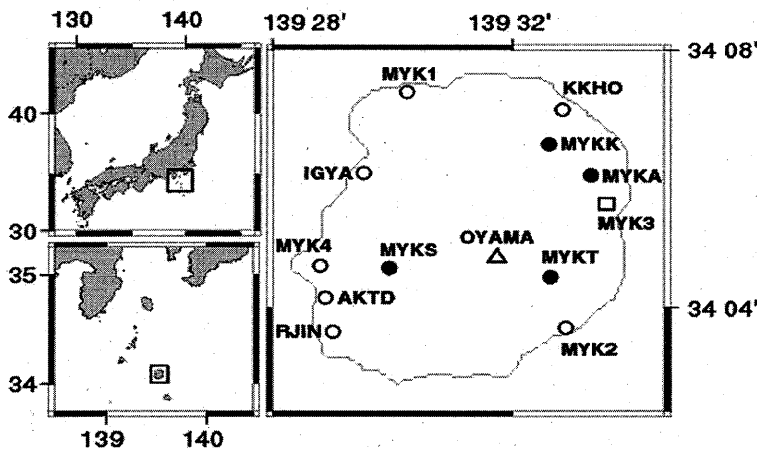 130 140
139 28' 139 32'
34 08'
MYK1
KKHO
40
MYKK
IGYA
MYKA
MYK3
30
OYAMA
MYK4
MYKS
35
MYKT
AKTD
34 04'
RJIN
MYK2
34
139 140